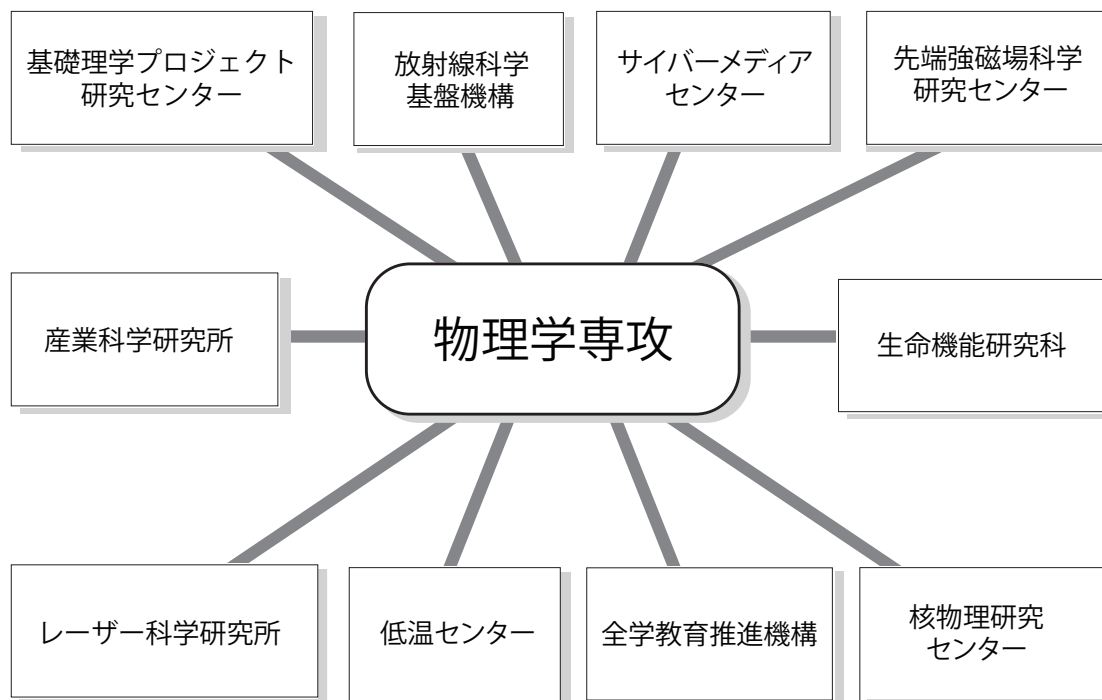 基礎理学プロジェクト
研究センター
放射線科学
基盤機構
サイバーメディア
センター
先端強磁場科学
研究センター
産業科学研究所
物理学専攻
生命機能研究科
レーザー科学研究所
低温センター
全学教育推進機構
核物理研究
センター